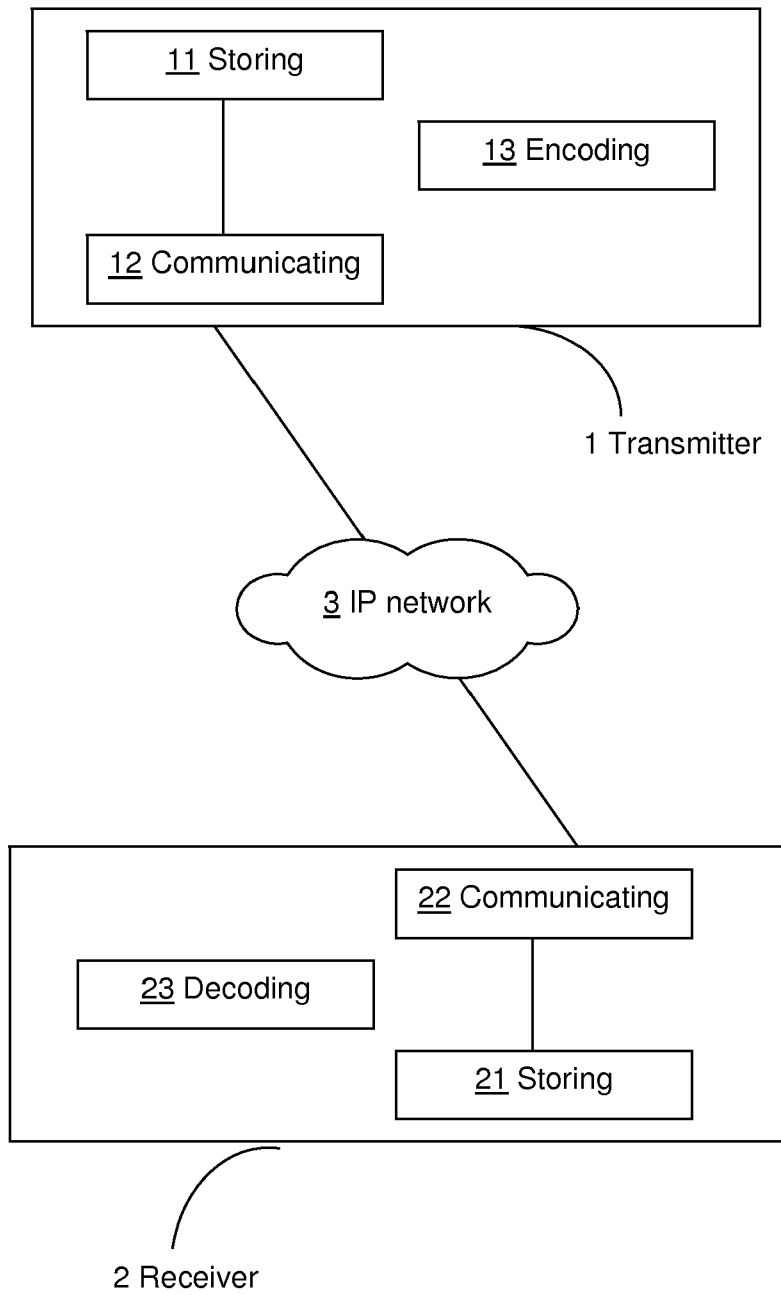 11 Storing
13 Encoding
12 Communicating
1 Transmitter
3 IP network
22 Communicating
23 Decoding
21 Storing
2 Receiver